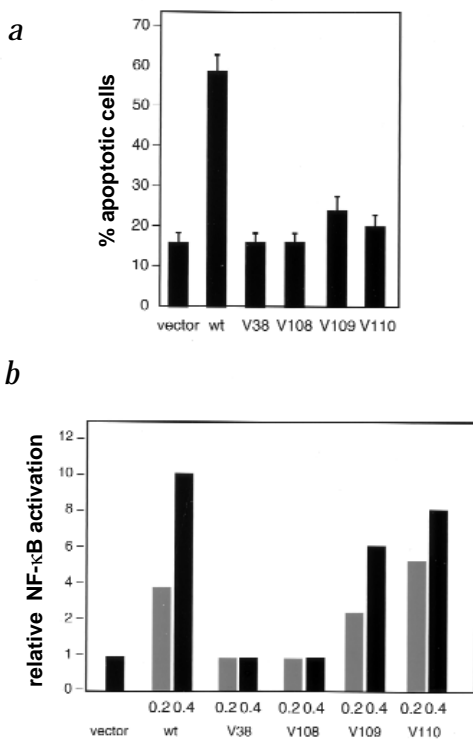 a
% apoptotic cells
70
60
50
40
30
20
10
0
vector wt V38 V108 V109 V110
b
relative NF-κB activation
12
10
8
6
4
2
1
0
0.2 0.4 0.2 0.4 0.2 0.4 0.2 0.4 0.2 0.4
vector wt V38 V108 V109 V110